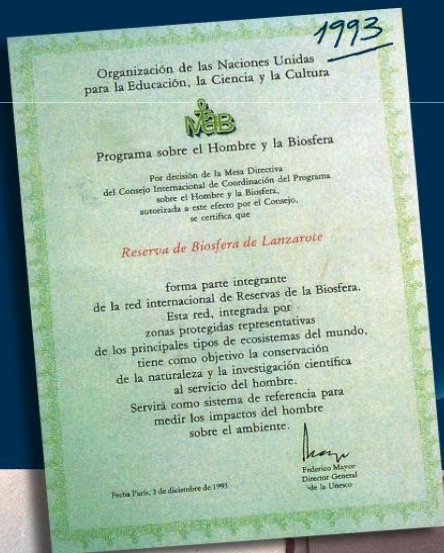 1993
Organización de las Naciones Unidas
para la Educación, la Ciencia y la Cultura
MaB
Programa sobre el Hombre y la Biosfera
Por decisión de la Mesa Directiva
del Consejo Internacional de Coordinación del Programa
sobre el Hombre y la Biosfera,
autorizada a este efecto por el Consejo,
se certifica que
Reserva de Biosfera de Lanzarote
forma parte integrante
de la red internacional de Reservas de la Biosfera.
Esta red, integrada por
zonas protegidas representativas
de los principales tipos de ecosistemas del mundo,
tiene como objetivo la conservación
de la naturaleza y la investigación científica
al servicio del hombre.
Servirá como sistema de referencia para
medir los impactos del hombre
sobre el ambiente.
Federico Mayor
Director General
de la Unesco
Fecha París, 3 de diciembre de 1993